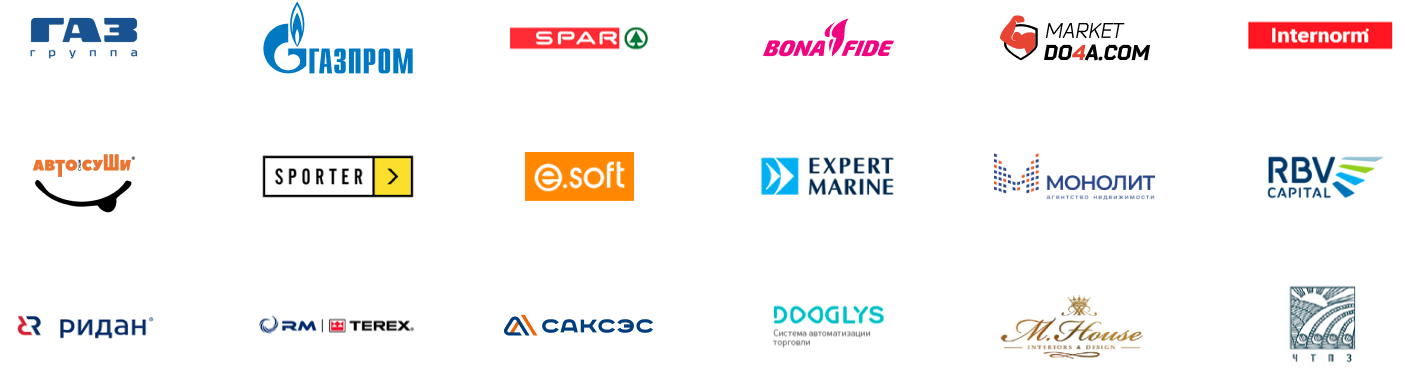 ГАЗ
группа
ГАЗПРОМ
SPAR
BONA FIDE
MARKET
DO4A.COM
Internorm®
АВТО СУШИ®
SPORTER
e.soft
EXPERT
MARINE
МОНОЛИТ
агентство недвижимости
RBV
CAPITAL
РИДАН®
RM
TEREX®
САКСЭС
DOOGLYS
Система автоматизации
торговли
M.House
INTERIORS & DESIGN
ЧТПЗ